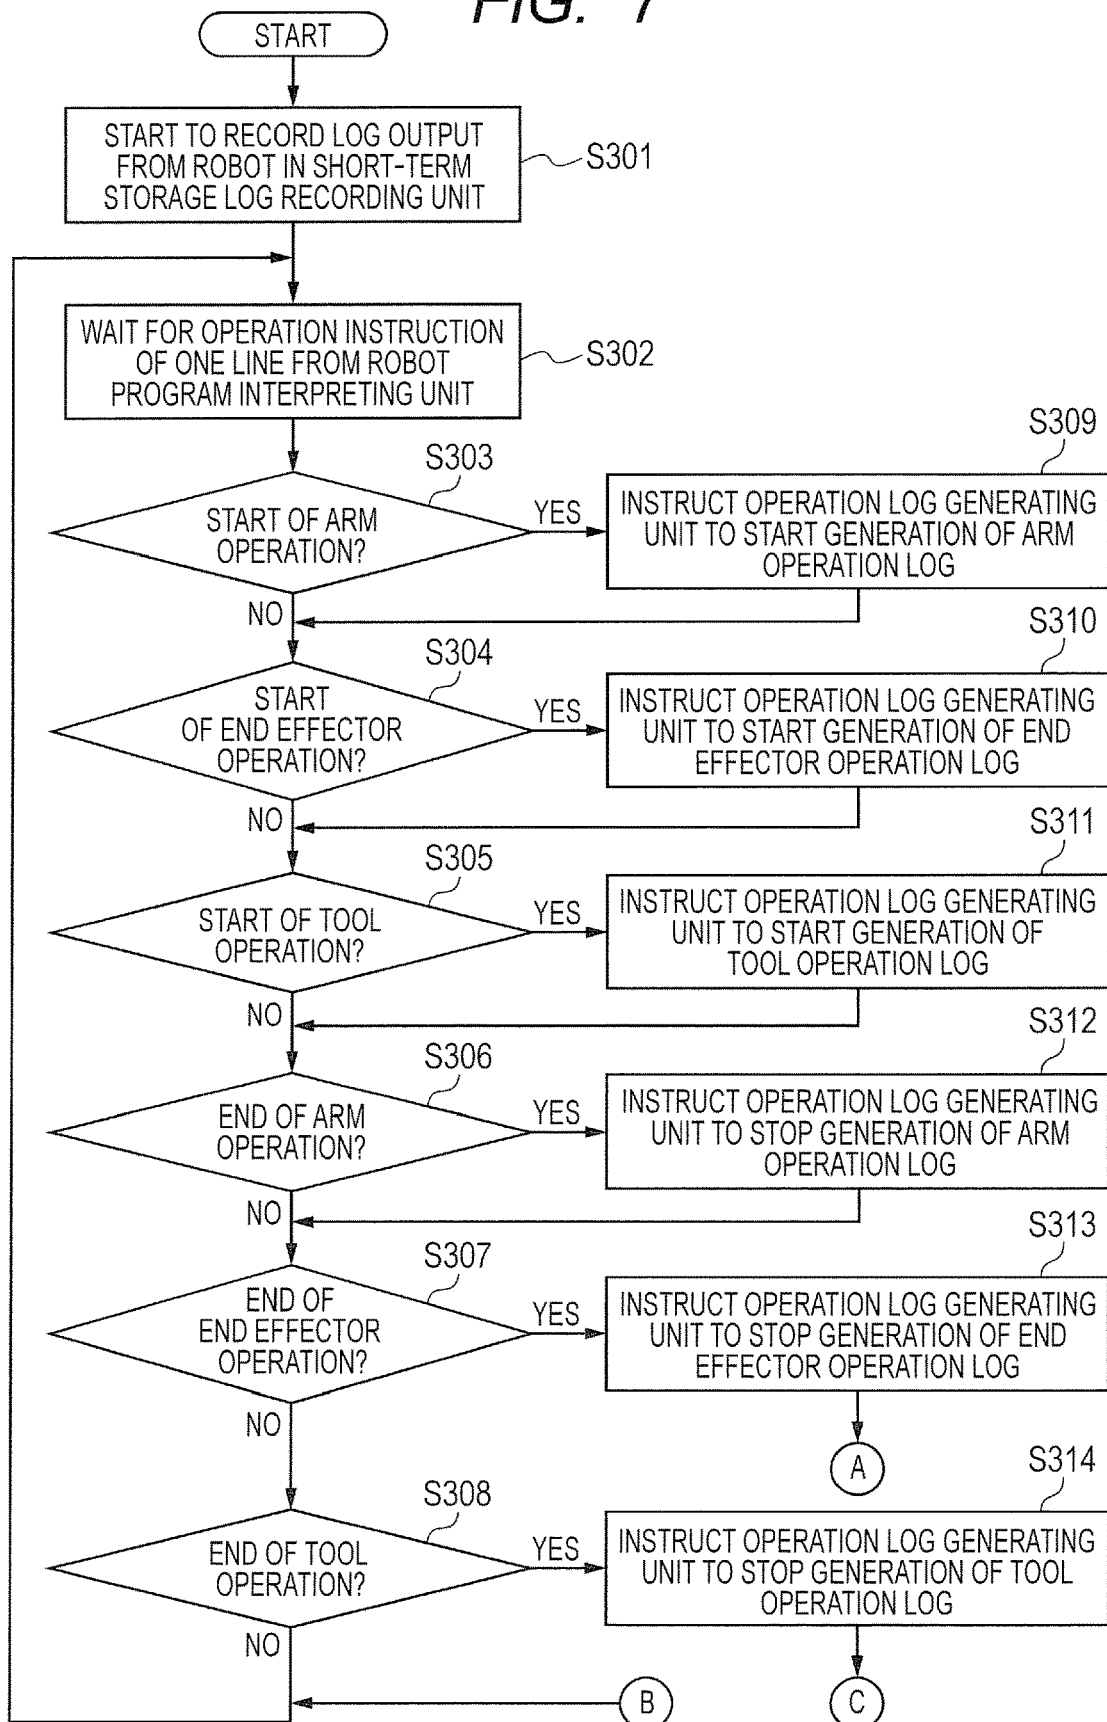 FIG. 7
START
START TO RECORD LOG OUTPUT
FROM ROBOT IN SHORT-TERM
STORAGE LOG RECORDING UNIT
S301
WAIT FOR OPERATION INSTRUCTION
OF ONE LINE FROM ROBOT
PROGRAM INTERPRETING UNIT
S302
S303
START OF ARM
OPERATION?
YES
NO
S309
INSTRUCT OPERATION LOG GENERATING
UNIT TO START GENERATION OF ARM
OPERATION LOG
S304
START
OF END EFFECTOR
OPERATION?
YES
NO
S310
INSTRUCT OPERATION LOG GENERATING
UNIT TO START GENERATION OF END
EFFECTOR OPERATION LOG
S305
START OF TOOL
OPERATION?
YES
NO
S311
INSTRUCT OPERATION LOG GENERATING
UNIT TO START GENERATION OF
TOOL OPERATION LOG
S306
END OF ARM
OPERATION?
YES
NO
S312
INSTRUCT OPERATION LOG GENERATING
UNIT TO STOP GENERATION OF ARM
OPERATION LOG
S307
END OF
END EFFECTOR
OPERATION?
YES
NO
S313
INSTRUCT OPERATION LOG GENERATING
UNIT TO STOP GENERATION OF END
EFFECTOR OPERATION LOG
A
S308
END OF TOOL
OPERATION?
YES
NO
S314
INSTRUCT OPERATION LOG GENERATING
UNIT TO STOP GENERATION OF TOOL
OPERATION LOG
B
C